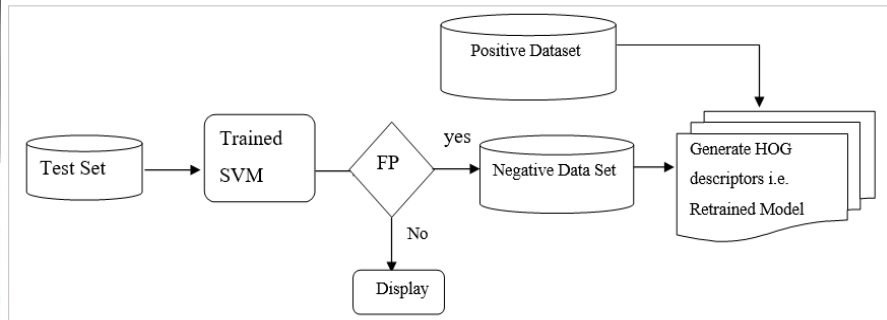 Positive Dataset
Test Set
Trained
SVM
FP
yes
Negative Data Set
Generate HOG
descriptors i.e.
Retrained Model
No
Display